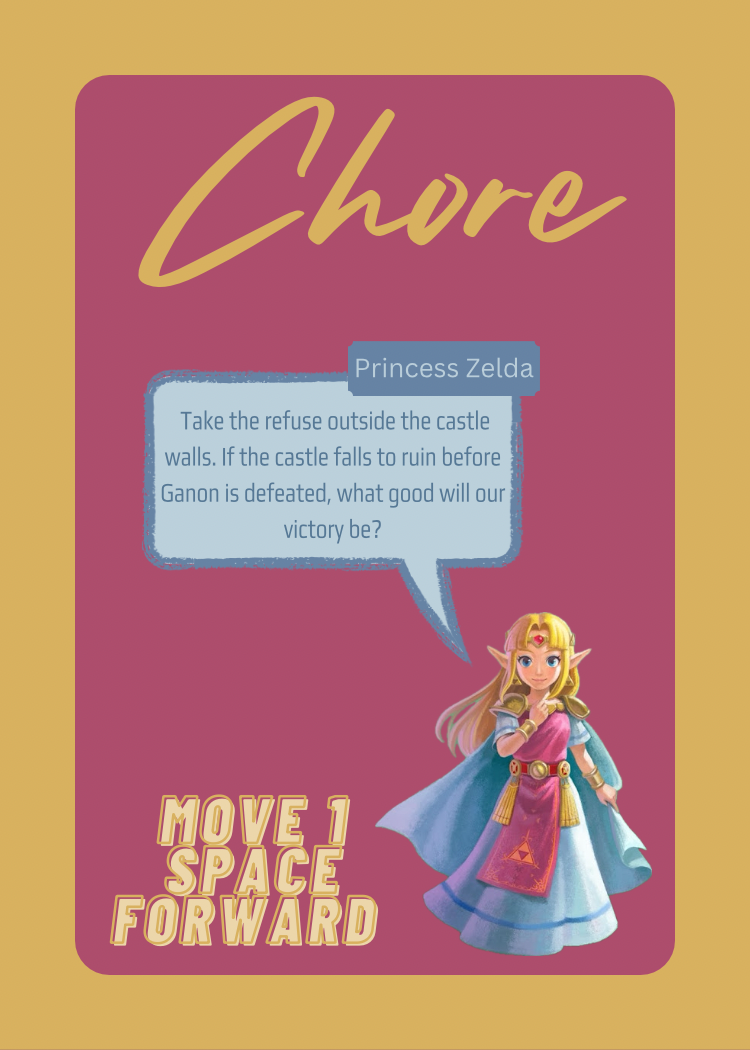 Chore
Princess Zelda
Take the refuse outside the castle
walls. If the castle falls to ruin before
Ganon is defeated, what good will our
victory be?
MOVE 1
SPACE
FORWARD